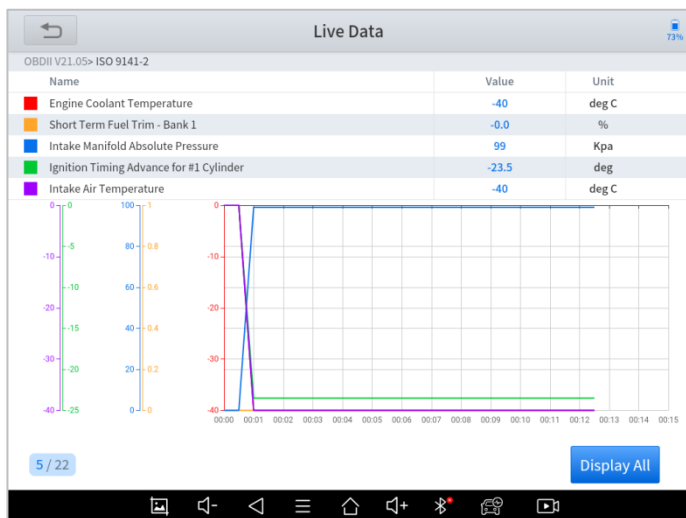 Live Data
73%
OBDII V21.05> ISO 9141-2
Name Value Unit
Engine Coolant Temperature -40 deg C
Short Term Fuel Trim - Bank 1 -0.0 %
Intake Manifold Absolute Pressure 99 Kpa
Ignition Timing Advance for #1 Cylinder -23.5 deg
Intake Air Temperature -40 deg C
0 0 100 1 0
-5 80 0.8
-10 -10 -10
60 0.6
-20 -15 -20
40 0.4
-30 -20 20 0.2 -30
-40 -25 0 0 -40
00:00 00:01 00:02 00:03 00:04 00:05 00:06 00:07 00:08 00:09 00:10 00:11 00:12 00:13 00:14 00:15
5 / 22
Display All